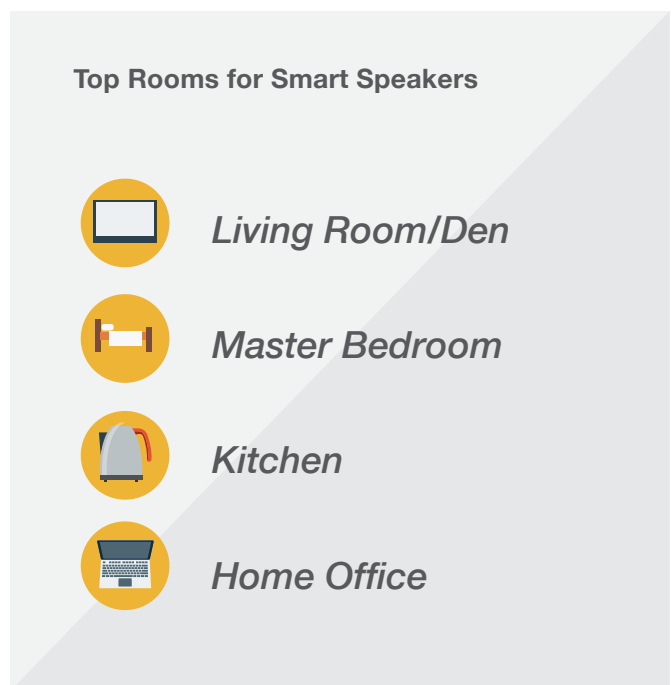 Top Rooms for Smart Speakers
Living Room/Den
Master Bedroom
Kitchen
Home Office